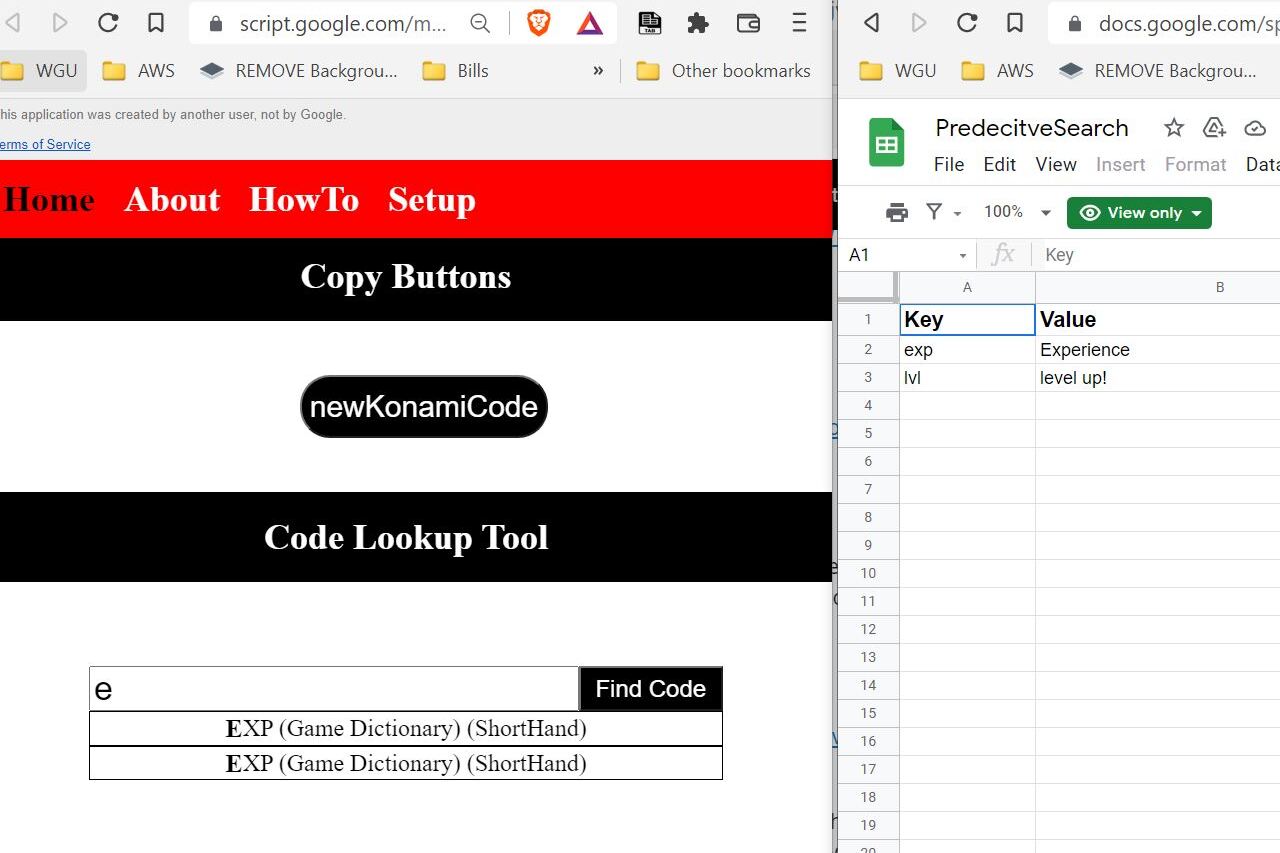 script.google.com/m...
TAB
WGU
AWS
REMOVE Backgrou...
Bills
»
Other bookmarks
his application was created by another user, not by Google.
erms of Service
Home About HowTo Setup
Copy Buttons
newKonamiCode
Code Lookup Tool
e
Find Code
EXP (Game Dictionary) (ShortHand)
EXP (Game Dictionary) (ShortHand)
docs.google.com/sp
WGU
AWS
REMOVE Backgrou...
PredecitveSearch
File Edit View Insert Format Data
100%
View only
A1
fx
Key
A B
1 Key Value
2 exp Experience
3 lvl level up!
4
5
6
7
8
9
10
11
12
13
14
15
16
17
18
19
20